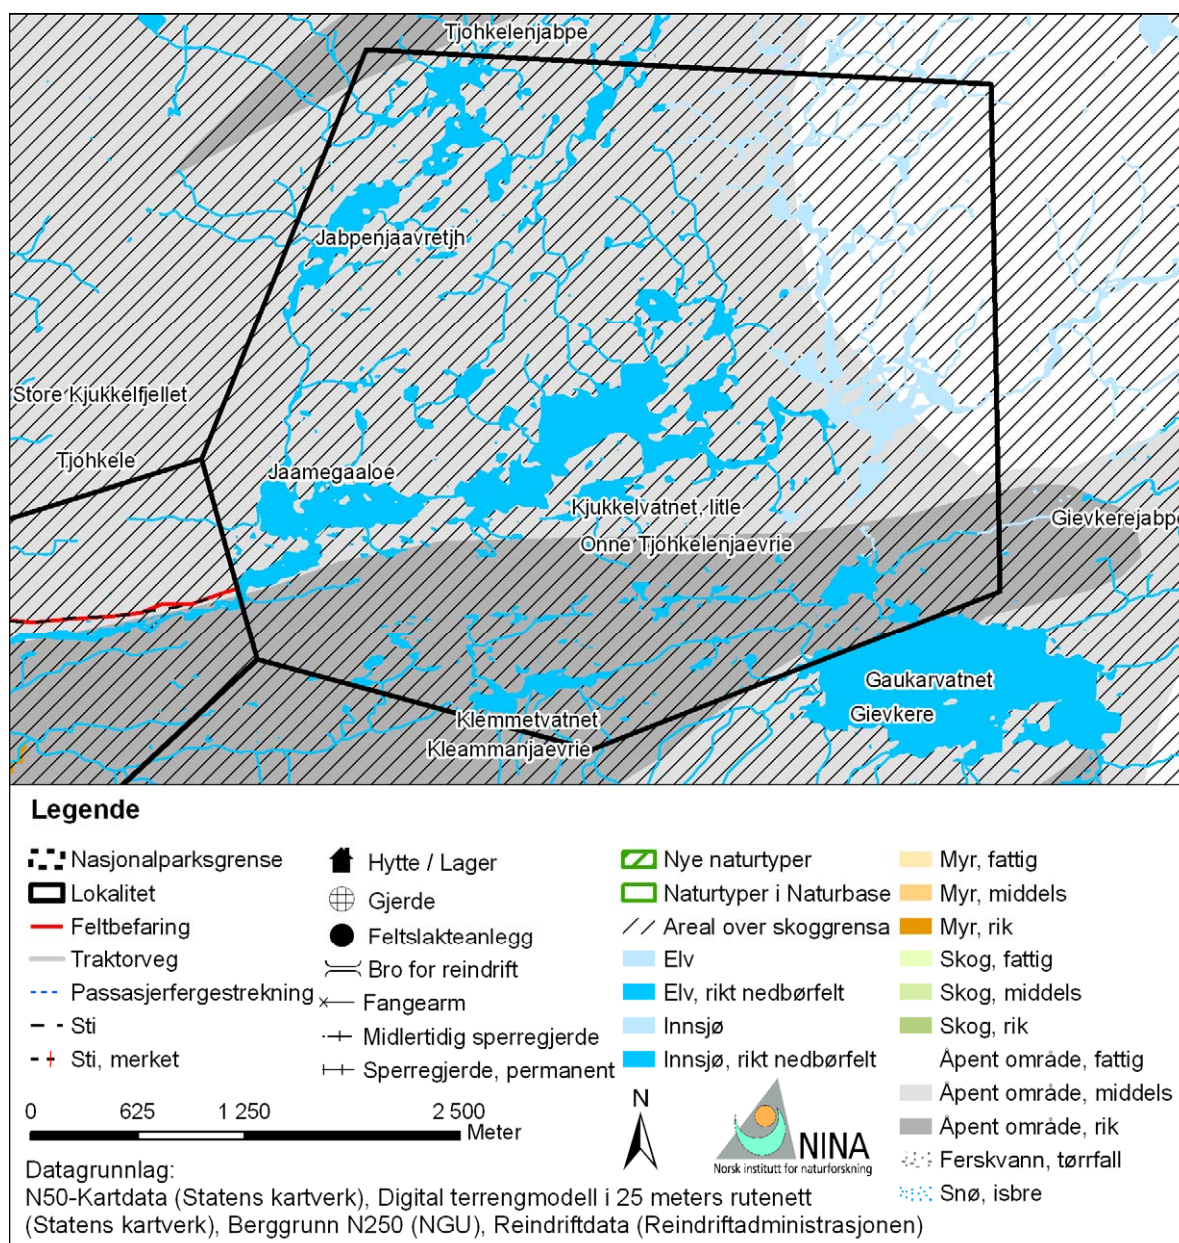 Tjohkelenjabpe
Jabpenjaavretjh
Store Kjukkelfjellet
Tjohkele
Jaamegaaloe
Kjukkelvatnet, litle
Onne Tjohkelenjaevrie
Gievkerejabpe
Gaukarvatnet
Gievkere
Klemmetvatnet
Kleammanjaevrie
Legende
Nasjonalparksgrense
Lokalitet
Feltbefaring
Traktorveg
Passasjerfergestrekning
Sti
Sti, merket
Hytte / Lager
Gjerde
Feltslakteanlegg
Bro for reindrift
Fangearm
Midlertidig sperregjerde
Sperregjerde, permanent
Nye naturtyper
Naturtyper i Naturbase
Areal over skoggrensa
Elv
Elv, rikt nedbørfelt
Innsjø
Innsjø, rikt nedbørfelt
Myr, fattig
Myr, middels
Myr, rik
Skog, fattig
Skog, middels
Skog, rik
Åpent område, fattig
Åpent område, middels
Åpent område, rik
Ferskvann, tørrfall
Snø, isbre
0 625 1 250 2 500
Meter
N
NINA
Norsk institutt for naturforskning
Datagrunnlag:
N50-Kartdata (Statens kartverk), Digital terrengmodell i 25 meters rutenett
(Statens kartverk), Berggrunn N250 (NGU), Reindriftdata (Reindriftadministrasjonen)